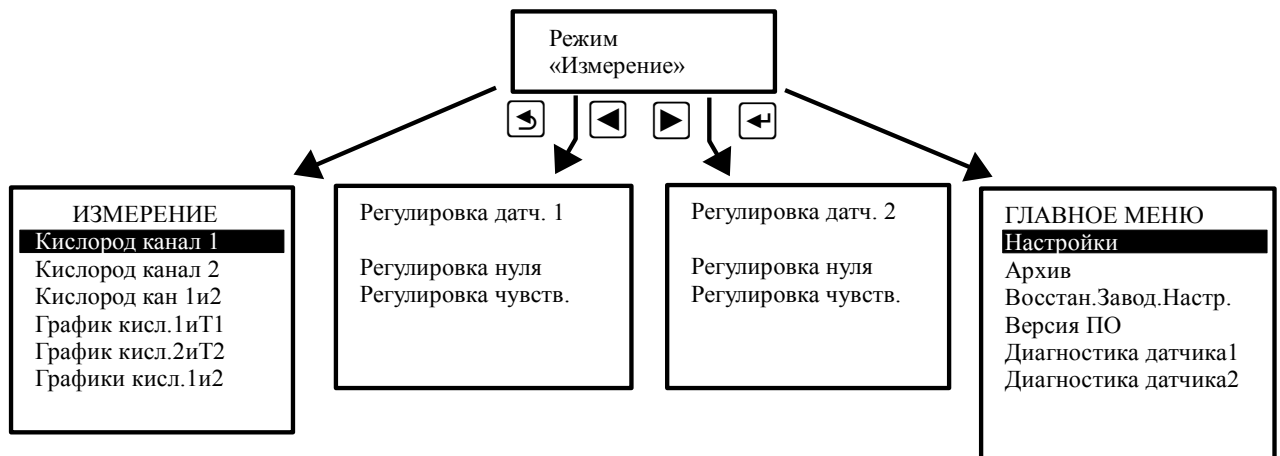 Режим
«Измерение»
ИЗМЕРЕНИЕ
Кислород канал 1
Кислород канал 2
Кислород кан 1и2
График кисл.1иТ1
График кисл.2иТ2
Графики кисл.1и2
Регулировка датч. 1
Регулировка нуля
Регулировка чувств.
Регулировка датч. 2
Регулировка нуля
Регулировка чувств.
ГЛАВНОЕ МЕНЮ
Настройки
Архив
Восстан.Завод.Настр.
Версия ПО
Диагностика датчика1
Диагностика датчика2